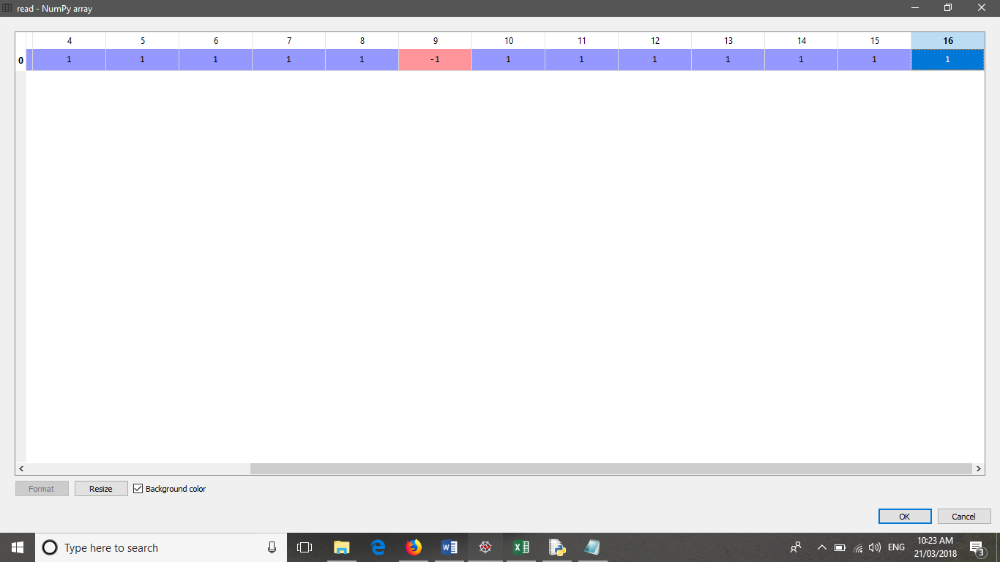 read - NumPy array
4 5 6 7 8 9 10 11 12 13 14 15 16
0 1 1 1 1 1 -1 1 1 1 1 1 1 1
Format Resize Background color
OK Cancel
Type here to search ENG 10:23 AM
21/03/2018 3